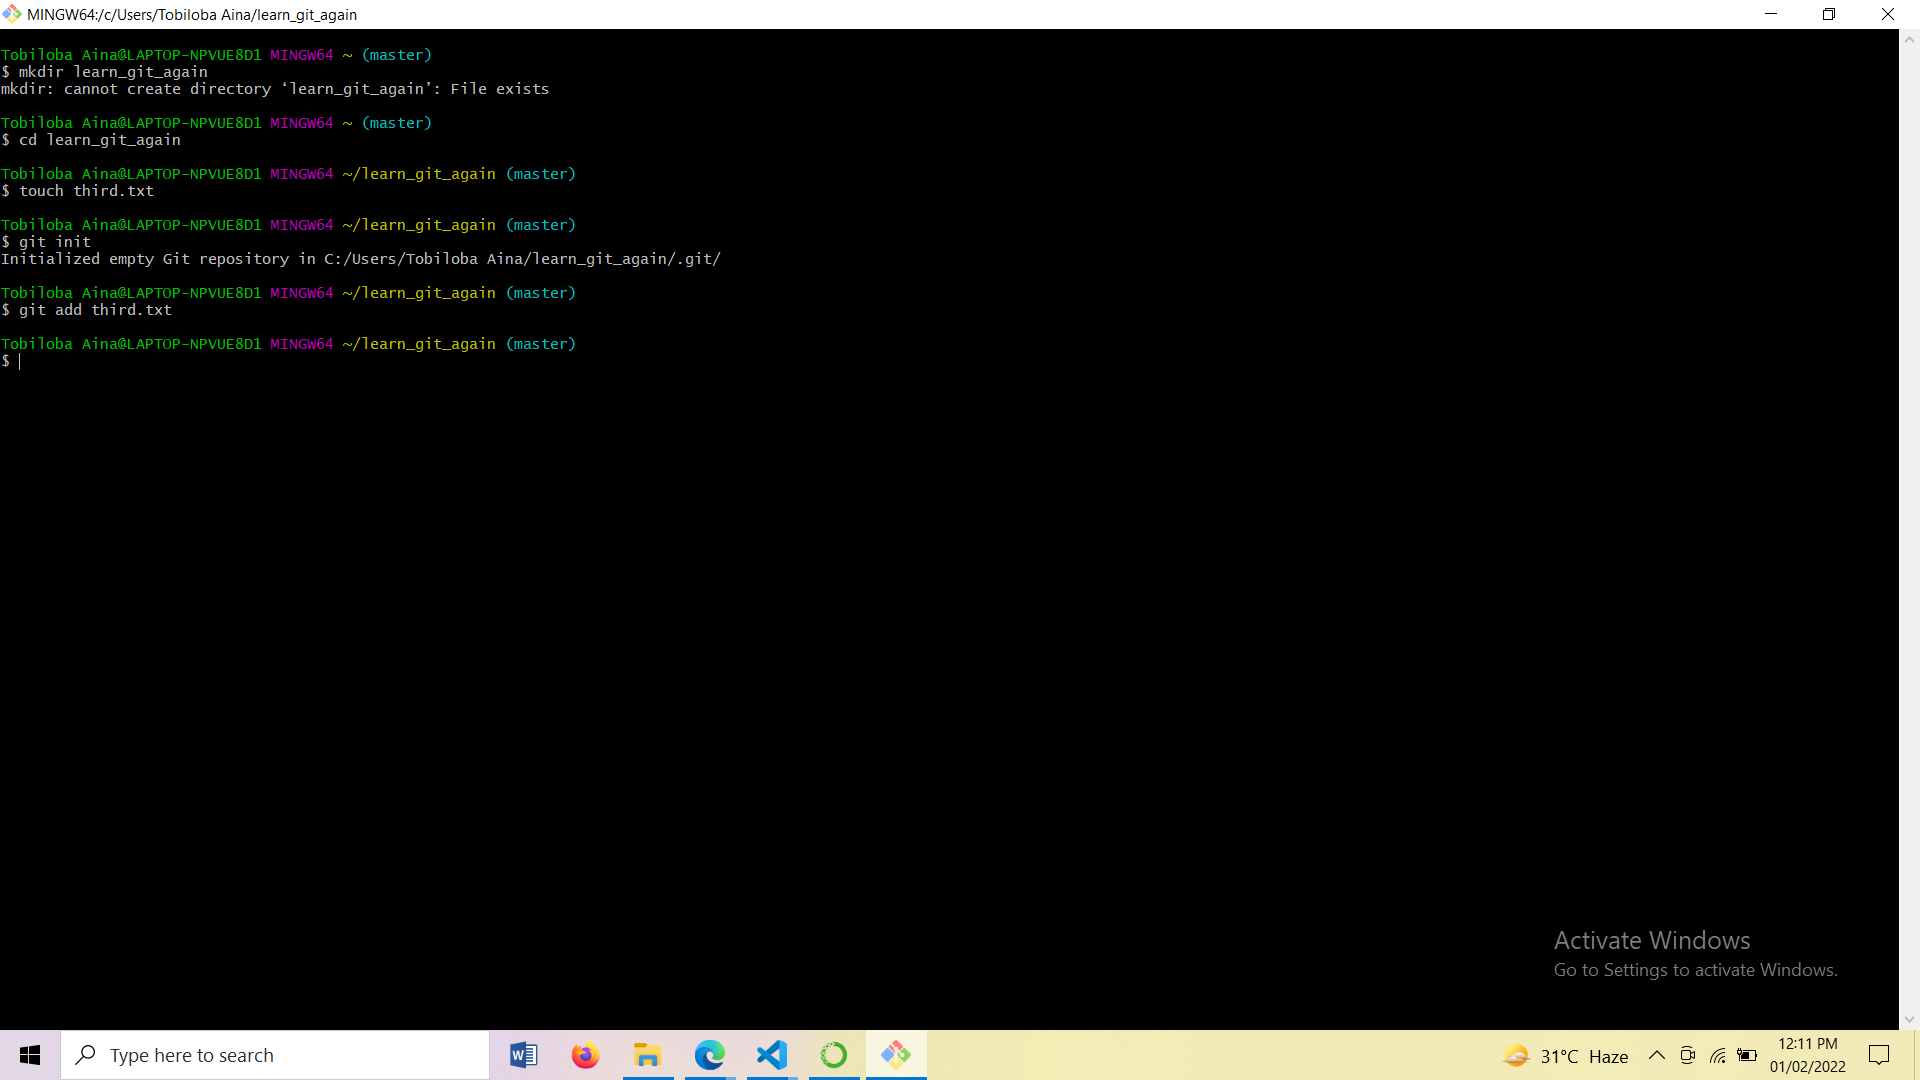 MINGW64:/c/Users/Tobiloba Aina/learn_git_again
Tobiloba Aina@LAPTOP-NPVUE8D1 MINGW64 ~ (master)
$ mkdir learn_git_again
mkdir: cannot create directory ‘learn_git_again’: File exists
Tobiloba Aina@LAPTOP-NPVUE8D1 MINGW64 ~ (master)
$ cd learn_git_again
Tobiloba Aina@LAPTOP-NPVUE8D1 MINGW64 ~/learn_git_again (master)
$ touch third.txt
Tobiloba Aina@LAPTOP-NPVUE8D1 MINGW64 ~/learn_git_again (master)
$ git init
Initialized empty Git repository in C:/Users/Tobiloba Aina/learn_git_again/.git/
Tobiloba Aina@LAPTOP-NPVUE8D1 MINGW64 ~/learn_git_again (master)
$ git add third.txt
Tobiloba Aina@LAPTOP-NPVUE8D1 MINGW64 ~/learn_git_again (master)
$
Activate Windows
Go to Settings to activate Windows.
Type here to search
31°C Haze
12:11 PM
01/02/2022